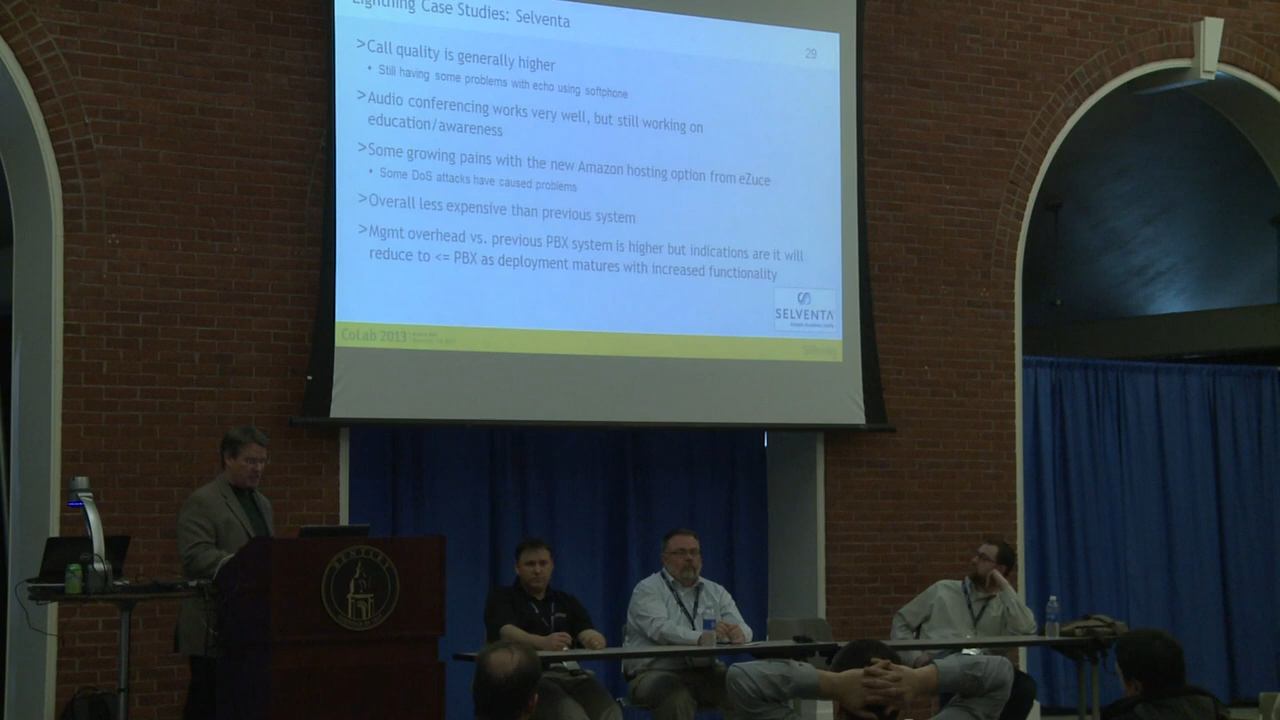 Lightning Case Studies: Selventa
29
>Call quality is generally higher
• Still having some problems with echo using softphone
>Audio conferencing works very well, but still working on
education/awareness
>Some growing pains with the new Amazon hosting option from eZuce
• Some DoS attacks have caused problems
>Overall less expensive than previous system
>Mgmt overhead vs. previous PBX system is higher but indications are it will
reduce to <= PBX as deployment matures with increased functionality
SELVENTA
CoLab 2013
BENTLEY